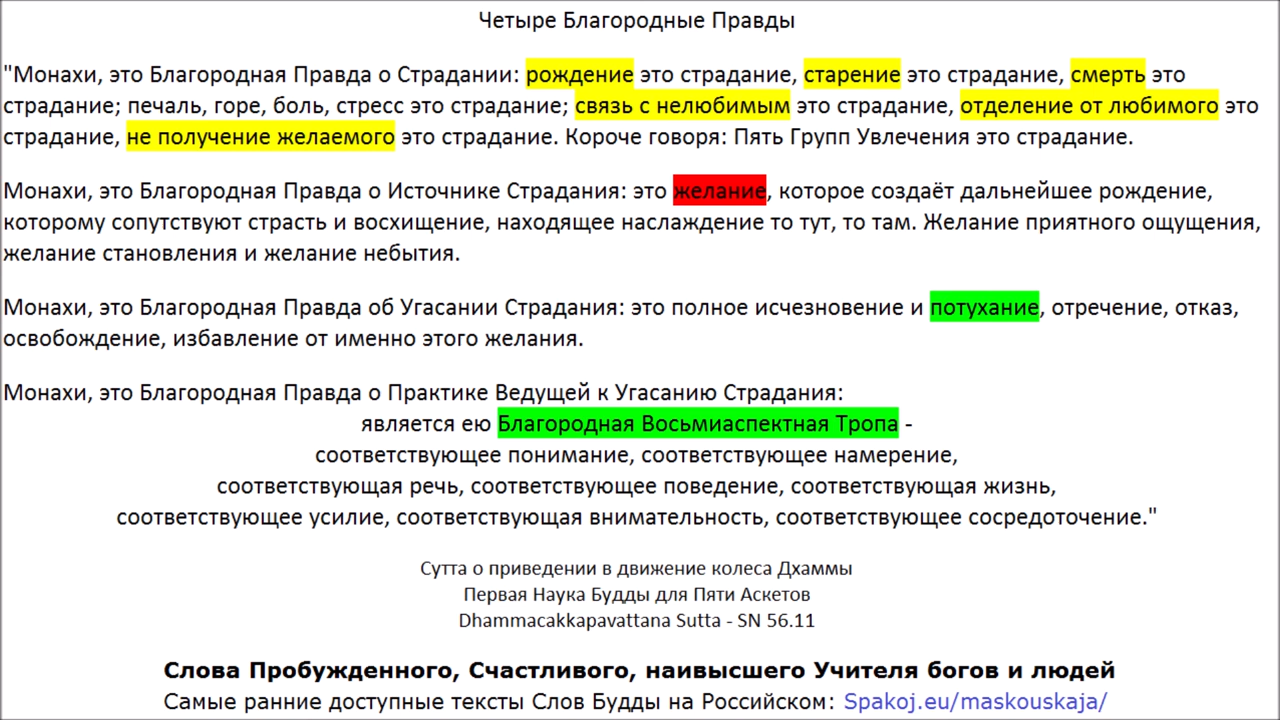 Четыре Благородные Правды
"Монахи, это Благородная Правда о Страдании: рождение это страдание, старение это страдание, смерть это
страдание; печаль, горе, боль, стресс это страдание; связь с нелюбимым это страдание, отделение от любимого это
страдание, не получение желаемого это страдание. Короче говоря: Пять Групп Увлечения это страдание.
Монахи, это Благородная Правда о Источнике Страдания: это желание, которое создаёт дальнейшее рождение,
которому сопутствуют страсть и восхищение, находящее наслаждение то тут, то там. Желание приятного ощущения,
желание становления и желание небытия.
Монахи, это Благородная Правда об Угасании Страдания: это полное исчезновение и потухание, отречение, отказ,
освобождение, избавление от именно этого желания.
Монахи, это Благородная Правда о Практике Ведущей к Угасанию Страдания:
является ею Благородная Восьмиаспектная Тропа -
соответствующее понимание, соответствующее намерение,
соответствующая речь, соответствующее поведение, соответствующая жизнь,
соответствующее усилие, соответствующая внимательность, соответствующее сосредоточение."
Сутта о приведении в движение колеса Дхаммы
Первая Наука Будды для Пяти Аскетов
Dhammacakkapavattana Sutta - SN 56.11
Слова Пробужденного, Счастливого, наивысшего Учителя богов и людей
Самые ранние доступные тексты Слов Будды на Российском: Spakoj.eu/maskouskaja/